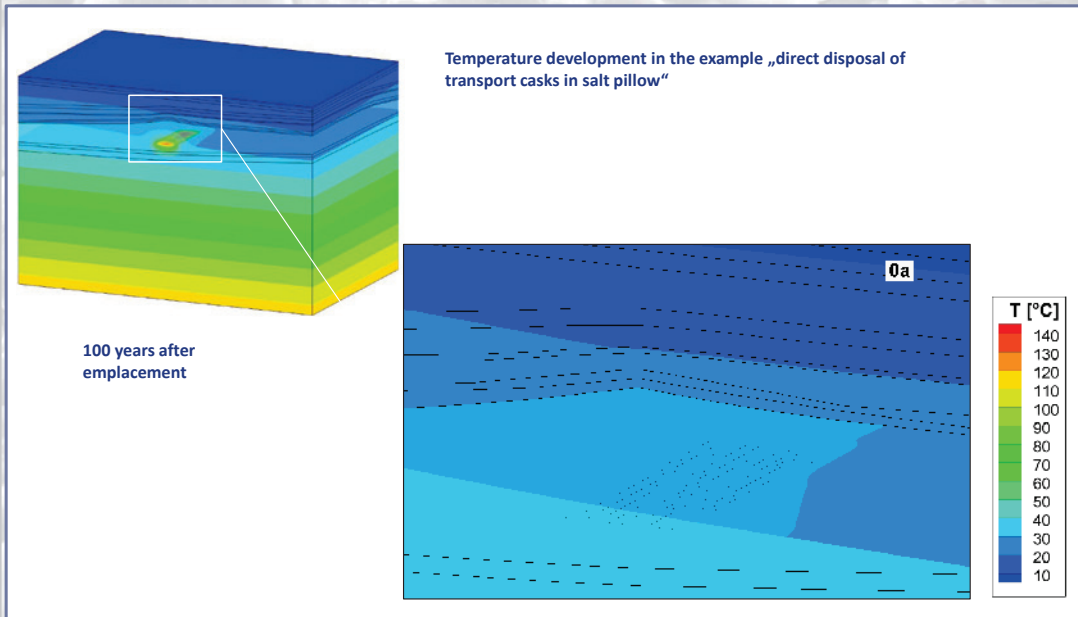 Temperature development in the example „direct disposal of
transport casks in salt pillow“
100 years after
emplacement
0a
T [°C]
140
130
120
110
100
90
80
70
60
50
40
30
20
10